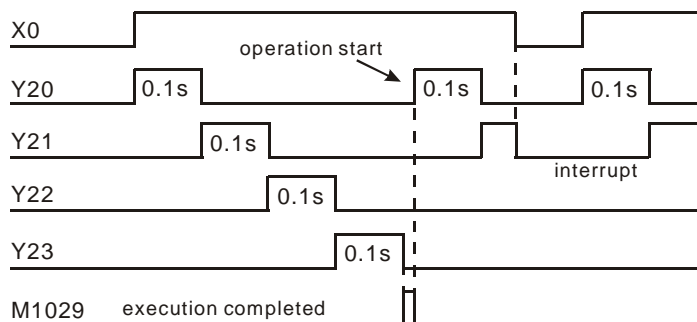 X0
operation start
Y20 0.1s 0.1s 0.1s
Y21 0.1s
interrupt
Y22 0.1s
Y23 0.1s
M1029 execution completed